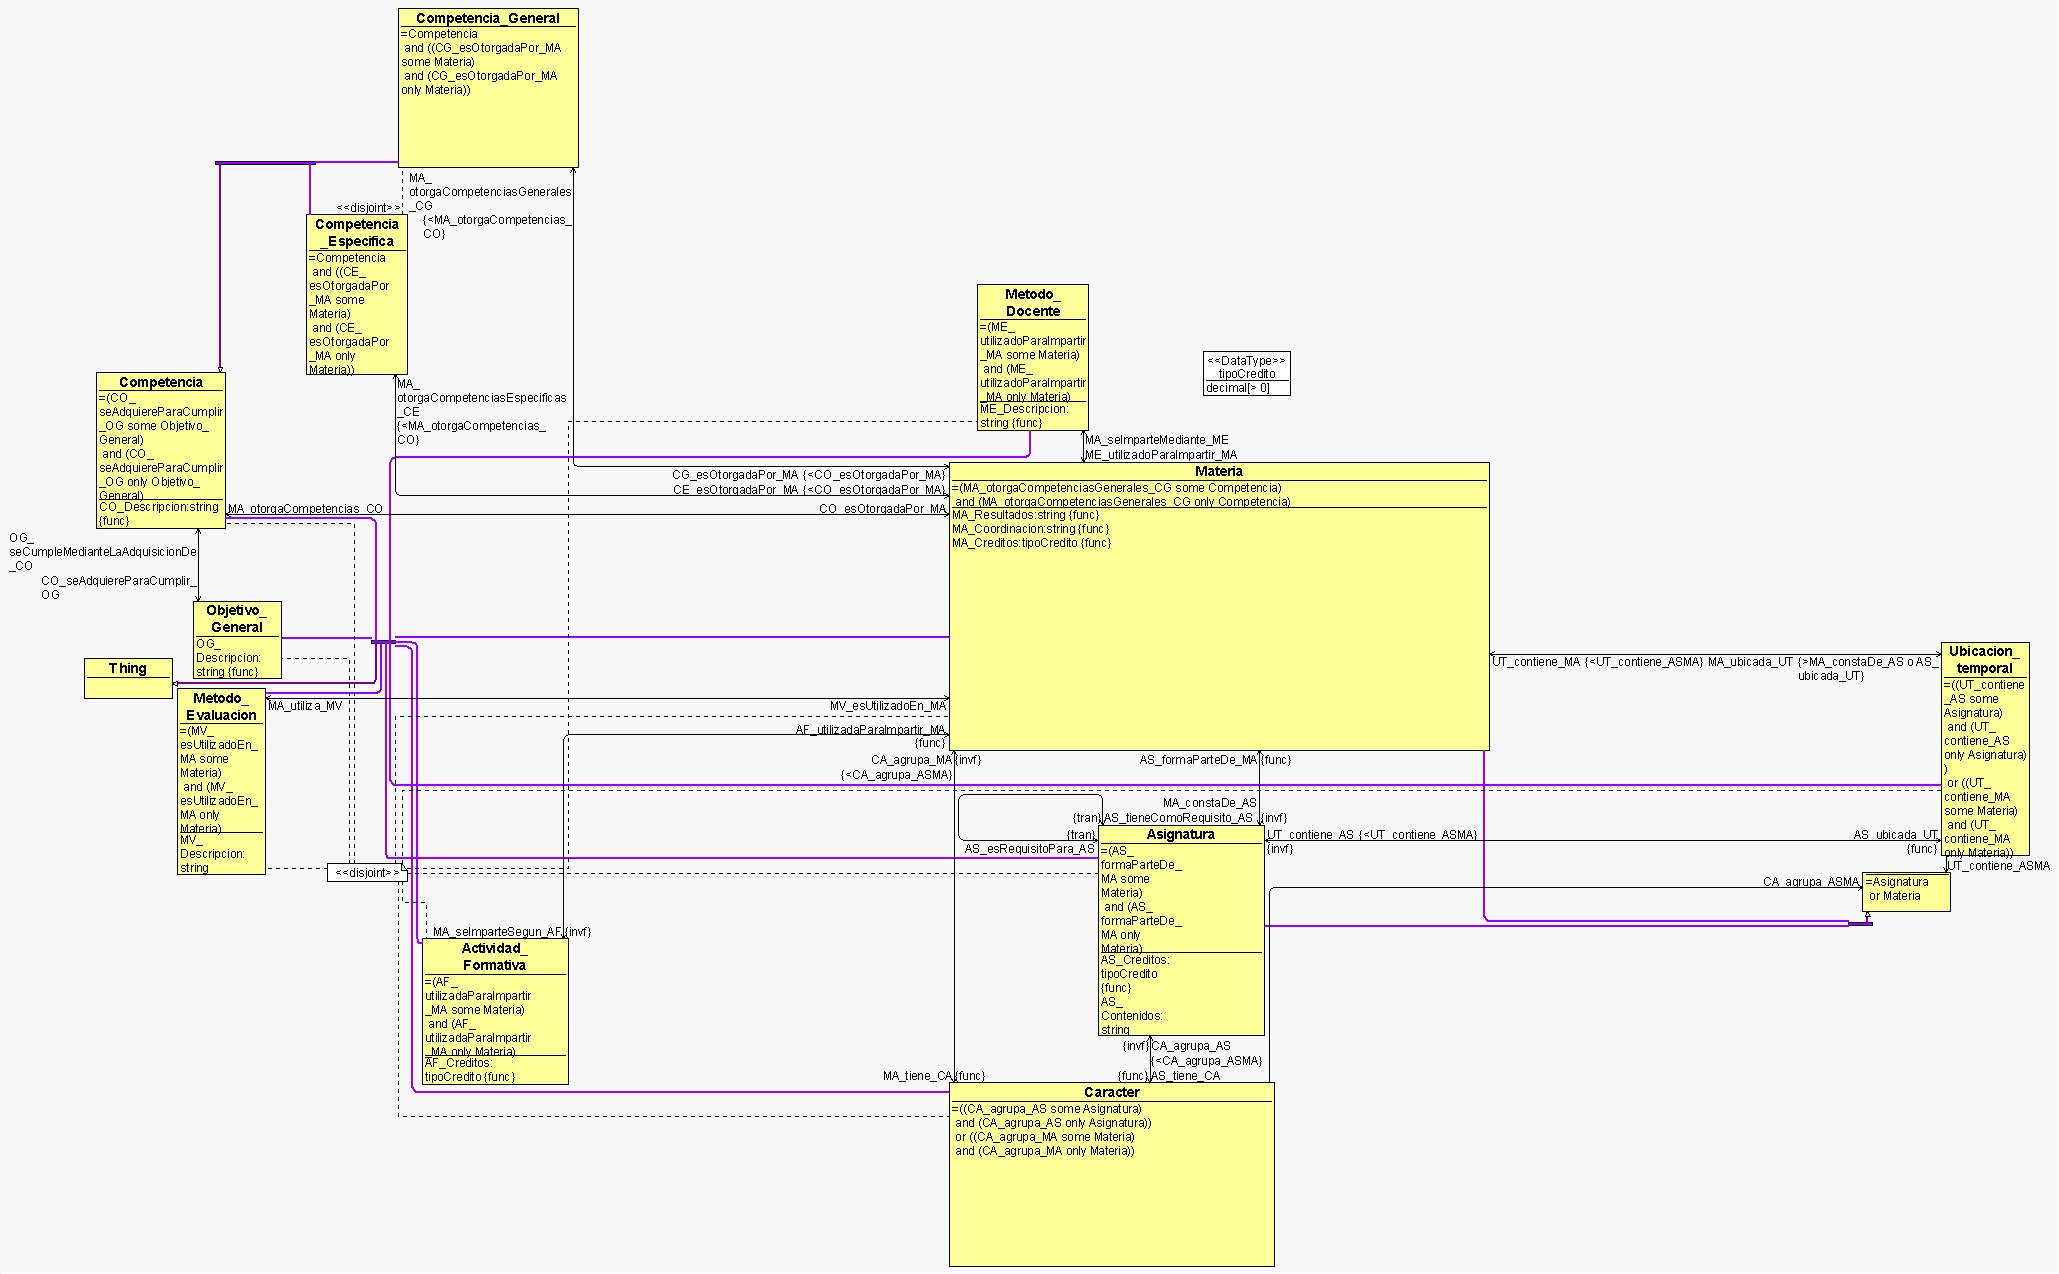 Competencia_General
=Competencia
and ((CG_esOtorgadaPor_MA
some Materia)
and (CG_esOtorgadaPor_MA
only Materia))
MA_
otorgaCompetenciasGenerales
_CG
{<MA_otorgaCompetencias_
CO}
<<disjoint>>
Competencia
_Especifica
=Competencia
and ((CE_
esOtorgadaPor
_MA some
Materia)
and (CE_
esOtorgadaPor
_MA only
Materia))
MA_
otorgaCompetenciasEspecificas
_CE
{<MA_otorgaCompetencias_
CO}
Metodo_
Docente
=(ME_
utilizadoParaImpartir
_MA some Materia)
and (ME_
utilizadoParaImpartir
_MA only Materia)
ME_Descripcion:
string {func}
<<DataType>>
tipoCredito
decimal[> 0]
Competencia
=(CO_
seAdquiereParaCumplir
_OG some Objetivo_
General)
and (CO_
seAdquiereParaCumplir
_OG only Objetivo_
General)
CO_Descripcion:string
{func}
MA_seImparteMediante_ME
ME_utilizadoParaImpartir_MA
CG_esOtorgadaPor_MA {<CO_esOtorgadaPor_MA}
CE_esOtorgadaPor_MA {<CO_esOtorgadaPor_MA}
MA_otorgaCompetencias_CO
CO_esOtorgadaPor_MA
Materia
=(MA_otorgaCompetenciasGenerales_CG some Competencia)
and (MA_otorgaCompetenciasGenerales_CG only Competencia)
MA_Resultados:string {func}
MA_Coordinacion:string {func}
MA_Creditos:tipoCredito {func}
OG_
seCumpleMedianteLaAdquisicionDe
_CO
CO_seAdquiereParaCumplir_
OG
Objetivo_
General
OG_
Descripcion:
string {func}
Thing
Metodo_
Evaluacion
=(MV_
esUtilizadoEn_
MA some
Materia)
and (MV_
esUtilizadoEn_
MA only
Materia)
MV_
Descripcion:
string
MA_utiliza_MV
MV_esUtilizadoEn_MA
AF_utilizadaParaImpartir_MA
{func}
UT_contiene_MA {<UT_contiene_ASMA}
MA_ubicada_UT {>MA_constaDe_AS o AS_
ubicada_UT}
Ubicacion_
temporal
=((UT_contiene
_AS some
Asignatura)
and (UT_
contiene_AS
only Asignatura)
)
or ((UT_
contiene_MA
some Materia)
and (UT_
contiene_MA
only Materia))
CA_agrupa_MA {invf}
{<CA_agrupa_ASMA}
AS_formaParteDe_MA {func}
MA_constaDe_AS
{invf}
{tran} AS_tieneComoRequisito_AS
{tran}
AS_esRequisitoPara_AS
UT_contiene_AS {<UT_contiene_ASMA}
{invf}
AS_ubicada_UT
{func}
UT_contiene_ASMA
CA_agrupa_ASMA
=Asignatura
or Materia
Asignatura
=(AS_
formaParteDe_
MA some
Materia)
and (AS_
formaParteDe_
MA only
Materia)
AS_Creditos:
tipoCredito
{func}
AS_
Contenidos:
string
<<disjoint>>
MA_seImparteSegun_AF {invf}
Actividad_
Formativa
=(AF_
utilizadaParaImpartir
_MA some Materia)
and (AF_
utilizadaParaImpartir
_MA only Materia)
AF_Creditos:
tipoCredito {func}
{invf} CA_agrupa_AS
{<CA_agrupa_ASMA}
MA_tiene_CA {func}
{func} AS_tiene_CA
Caracter
=((CA_agrupa_AS some Asignatura)
and (CA_agrupa_AS only Asignatura))
or ((CA_agrupa_MA some Materia)
and (CA_agrupa_MA only Materia))